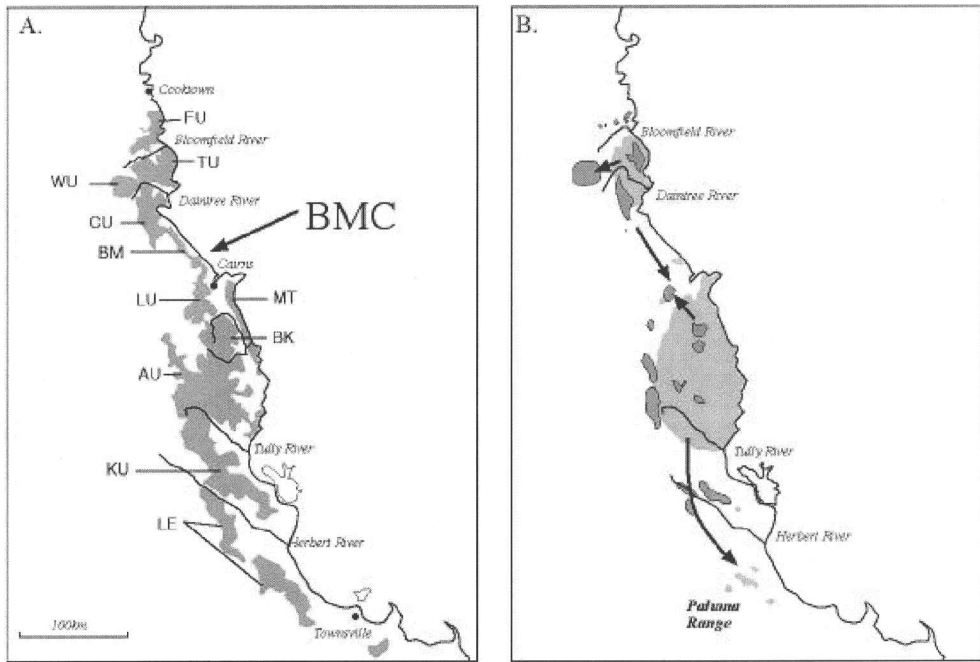 A.
Cooktown
FU
Bloomfield River
TU
WU
Daintree River
CU
BMC
BM
Cairns
LU
MT
BK
AU
Tully River
KU
LE
Herbert River
100km
Townsville
B.
Bloomfield River
Daintree River
Tully River
Herbert River
Paluma
Range